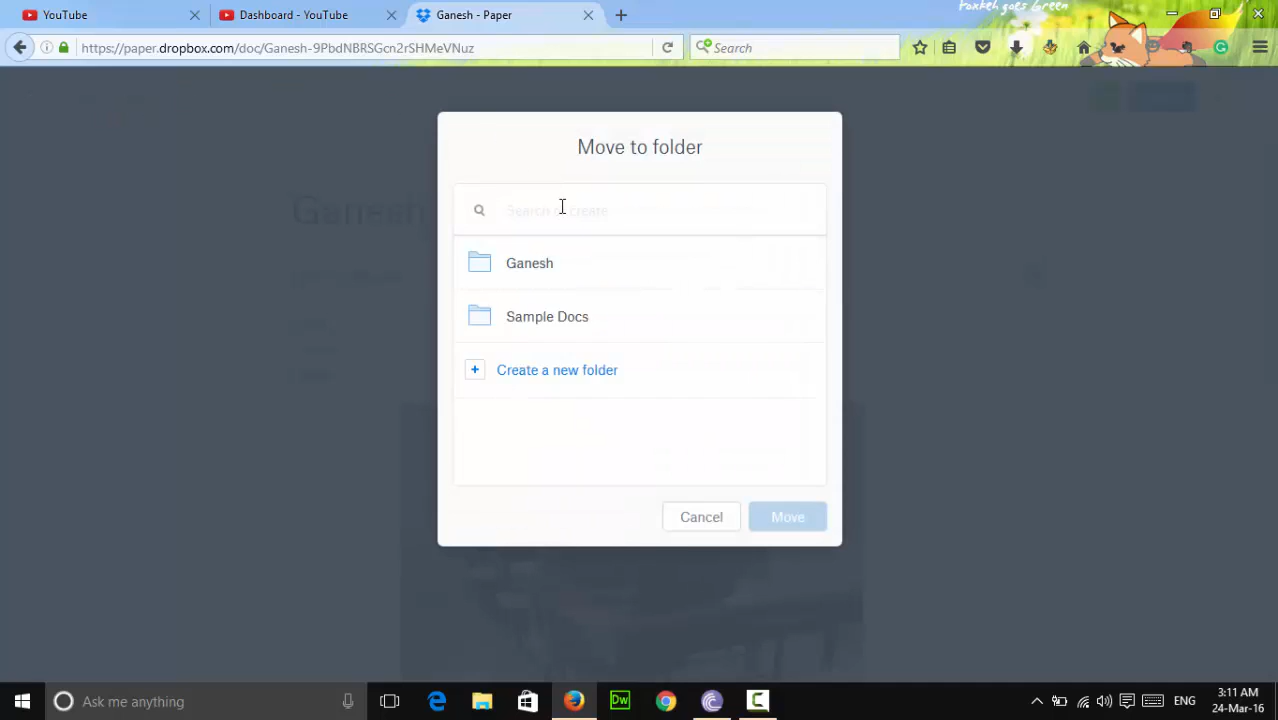 YouTube
Dashboard - YouTube
Ganesh - Paper
foxkeh goes Green
https://paper.dropbox.com/doc/Ganesh-9PbdNBRSGcn2rSHMeVNuz
Search
Move to folder
Ganesh
Search or create
Ganesh
Sample Docs
+ Create a new folder
Cancel
Move
Ask me anything
Dw
ENG
3:11 AM
24-Mar-16